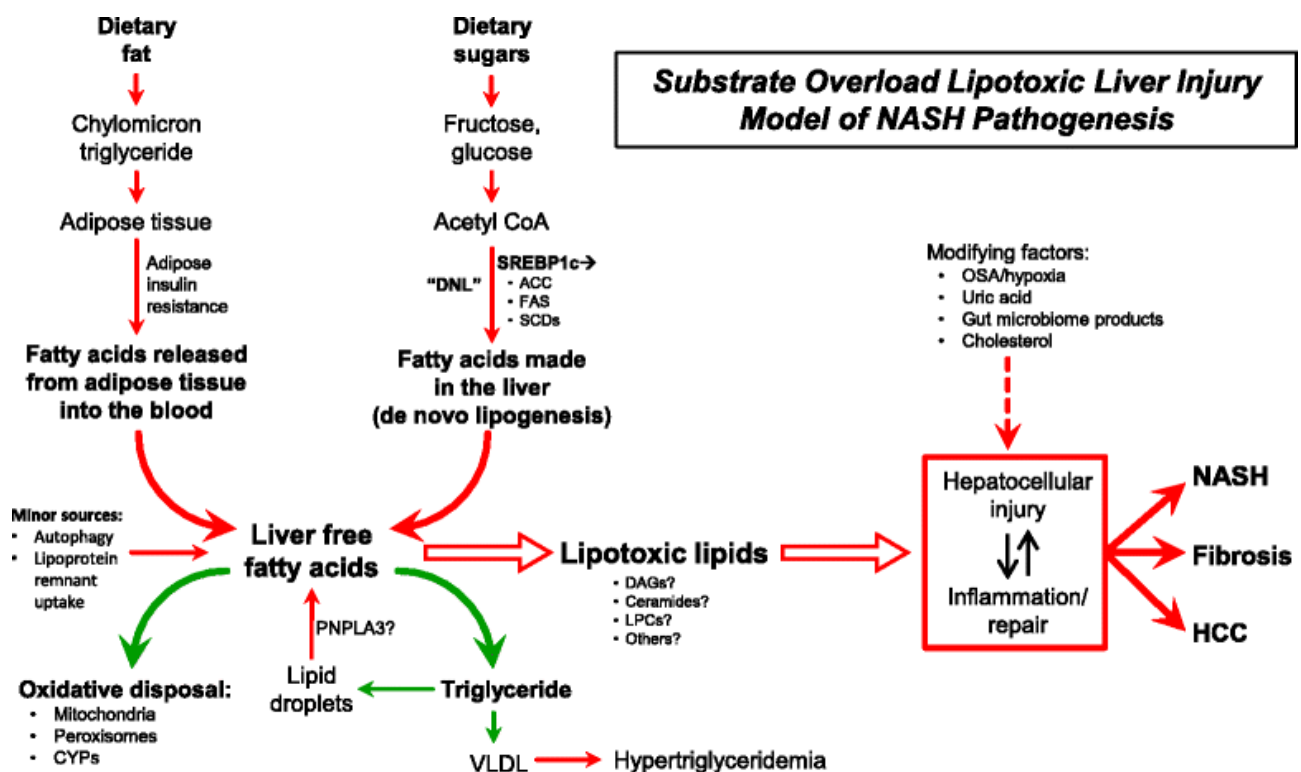 Dietary
fat
Dietary
sugars
Substrate Overload Lipotoxic Liver Injury
Model of NASH Pathogenesis
Chylomicron
triglyceride
Fructose,
glucose
Adipose tissue
Acetyl CoA
Adipose
insulin
resistance
"DNL"
SREBP1c→
- ACC
- FAS
- SCDs
Modifying factors:
• OSA/hypoxia
• Uric acid
• Gut microbiome products
• Cholesterol
Fatty acids released
from adipose tissue
into the blood
Fatty acids made
in the liver
(de novo lipogenesis)
Minor sources:
• Autophagy
• Lipoprotein
remnant
uptake
Liver free
fatty acids
Lipotoxic lipids
• DAGs?
• Ceramides?
• LPCs?
• Others?
Hepatocellular
injury
Inflammation/
repair
NASH
Fibrosis
HCC
PNPLA3?
Oxidative disposal:
• Mitochondria
• Peroxisomes
• CYPs
Lipid
droplets
Triglyceride
VLDL
Hypertriglyceridemia